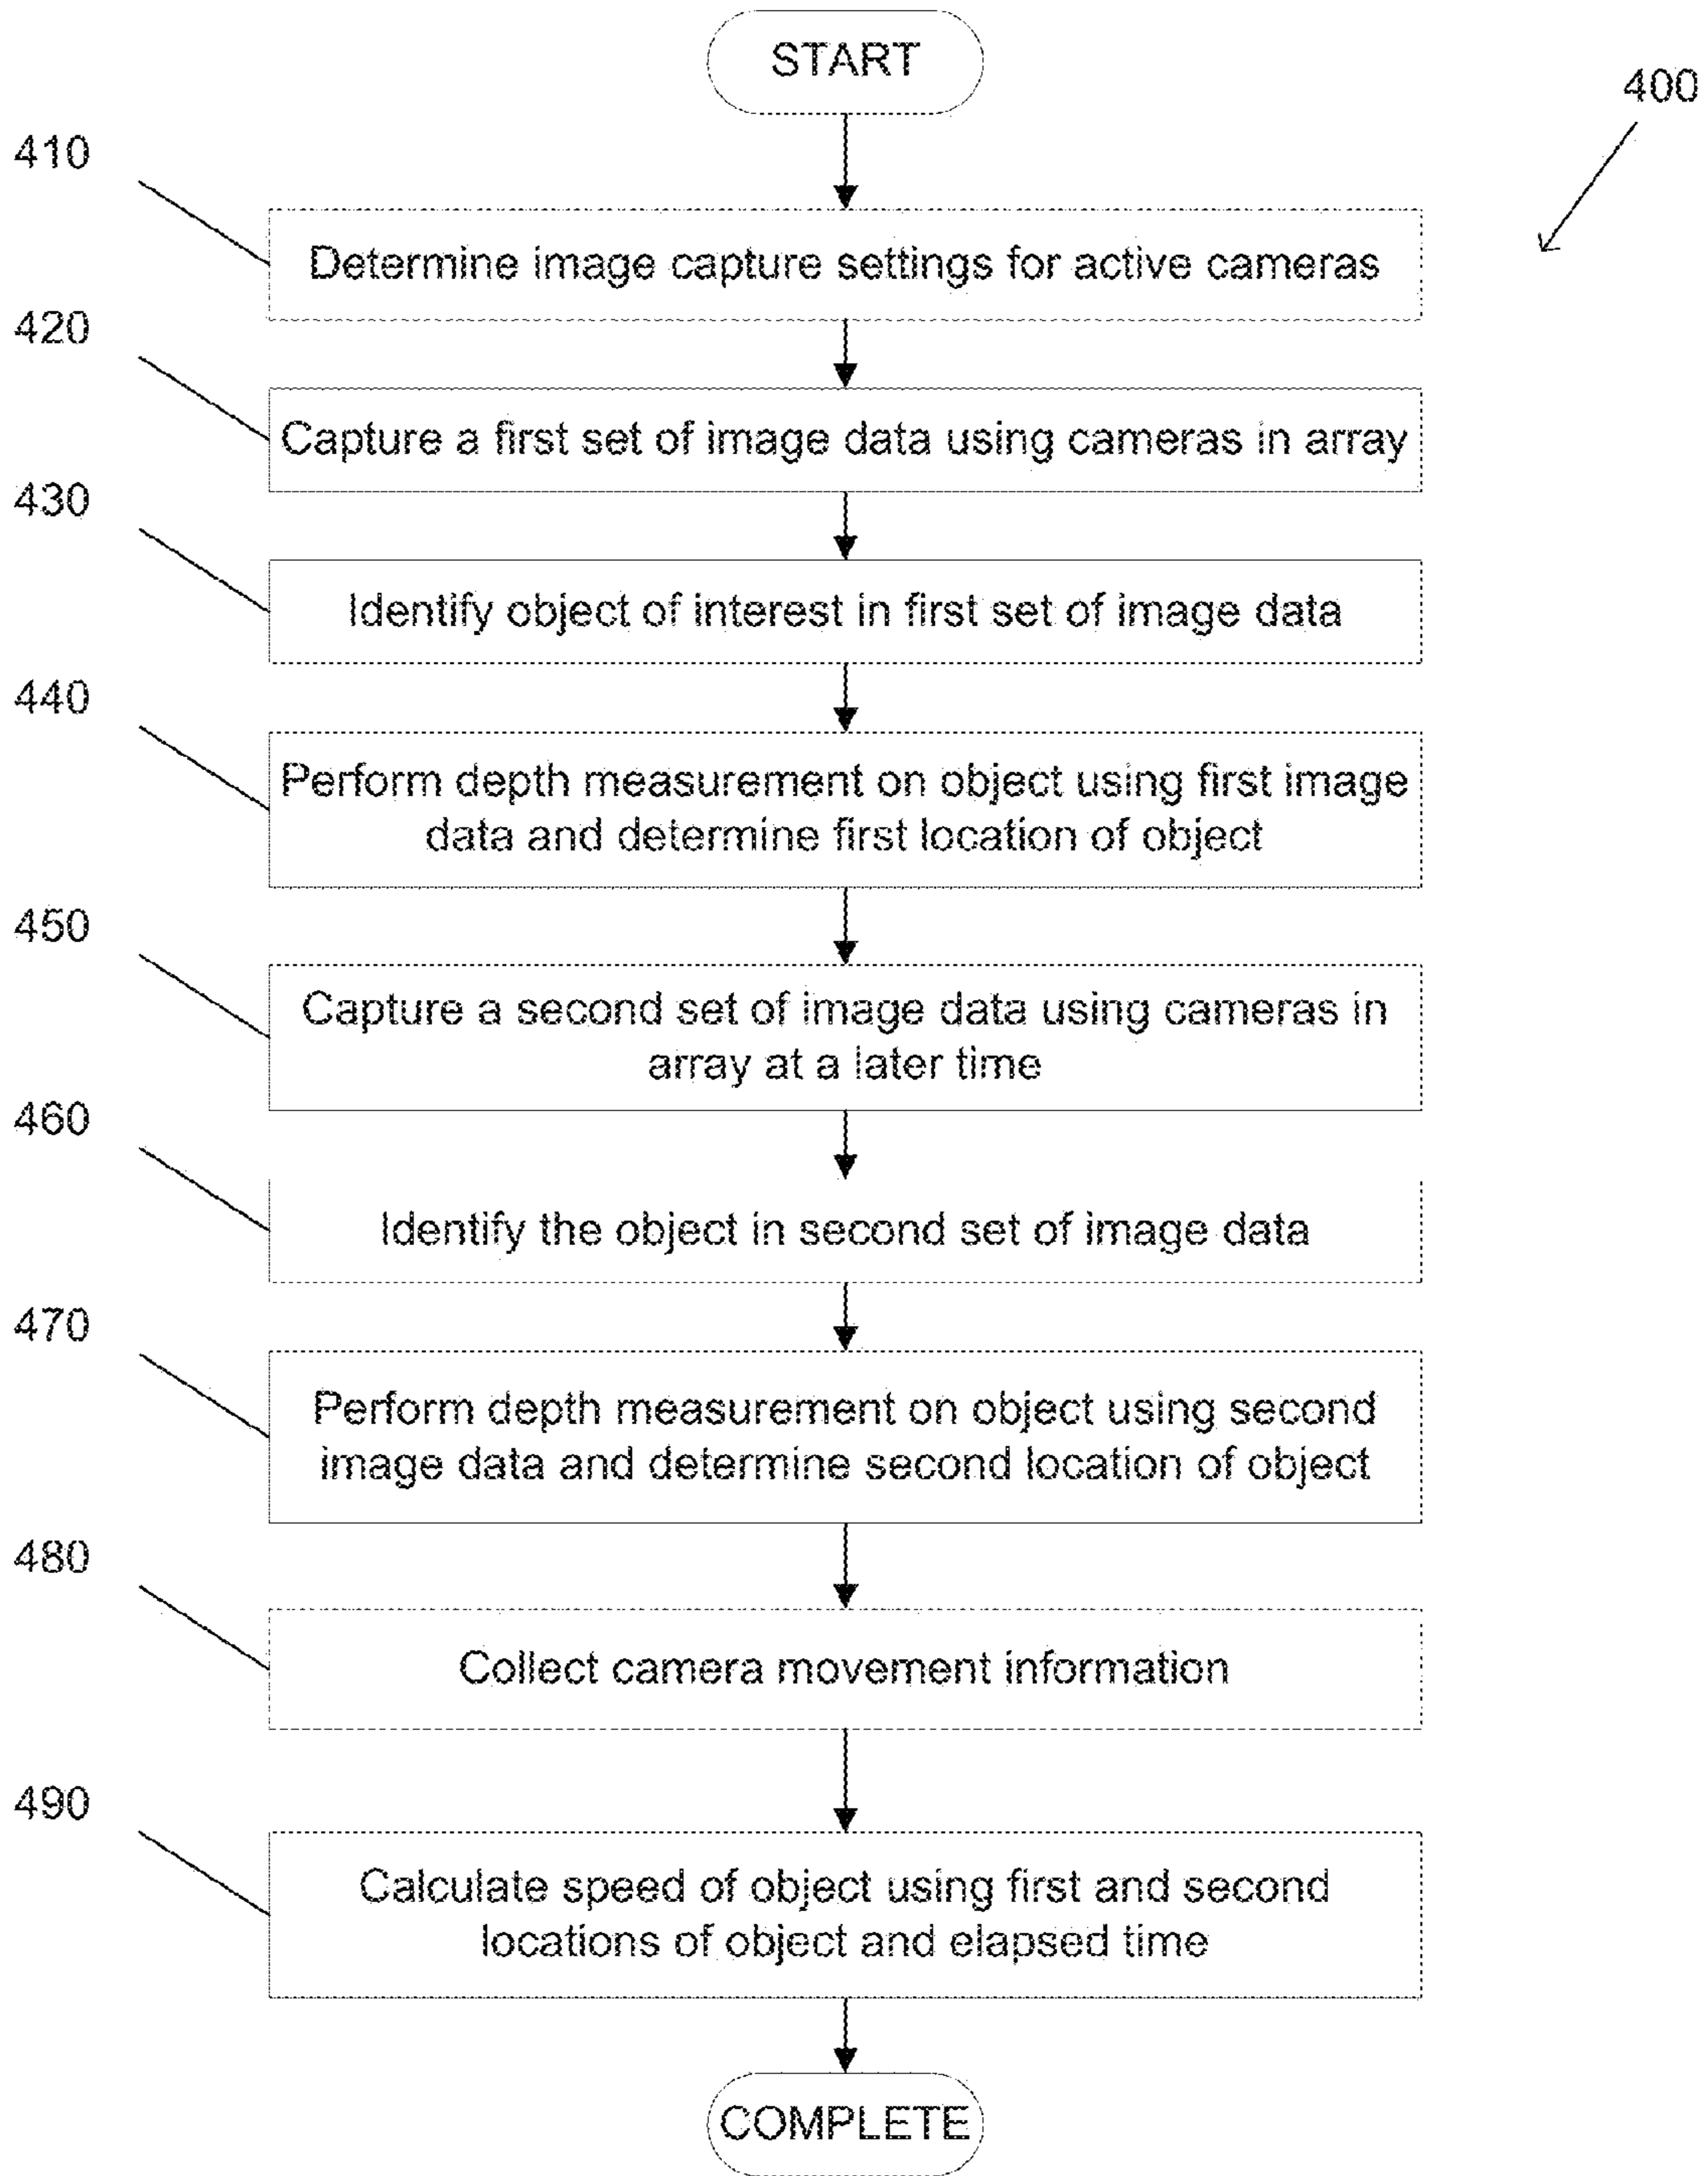 START
400
410
Determine image capture settings for active cameras
420
Capture a first set of image data using cameras in array
430
Identify object of interest in first set of image data
440
Perform depth measurement on object using first image
data and determine first location of object
450
Capture a second set of image data using cameras in
array at a later time
460
Identify the object in second set of image data
470
Perform depth measurement on object using second
image data and determine second location of object
480
Collect camera movement information
490
Calculate speed of object using first and second
locations of object and elapsed time
COMPLETE